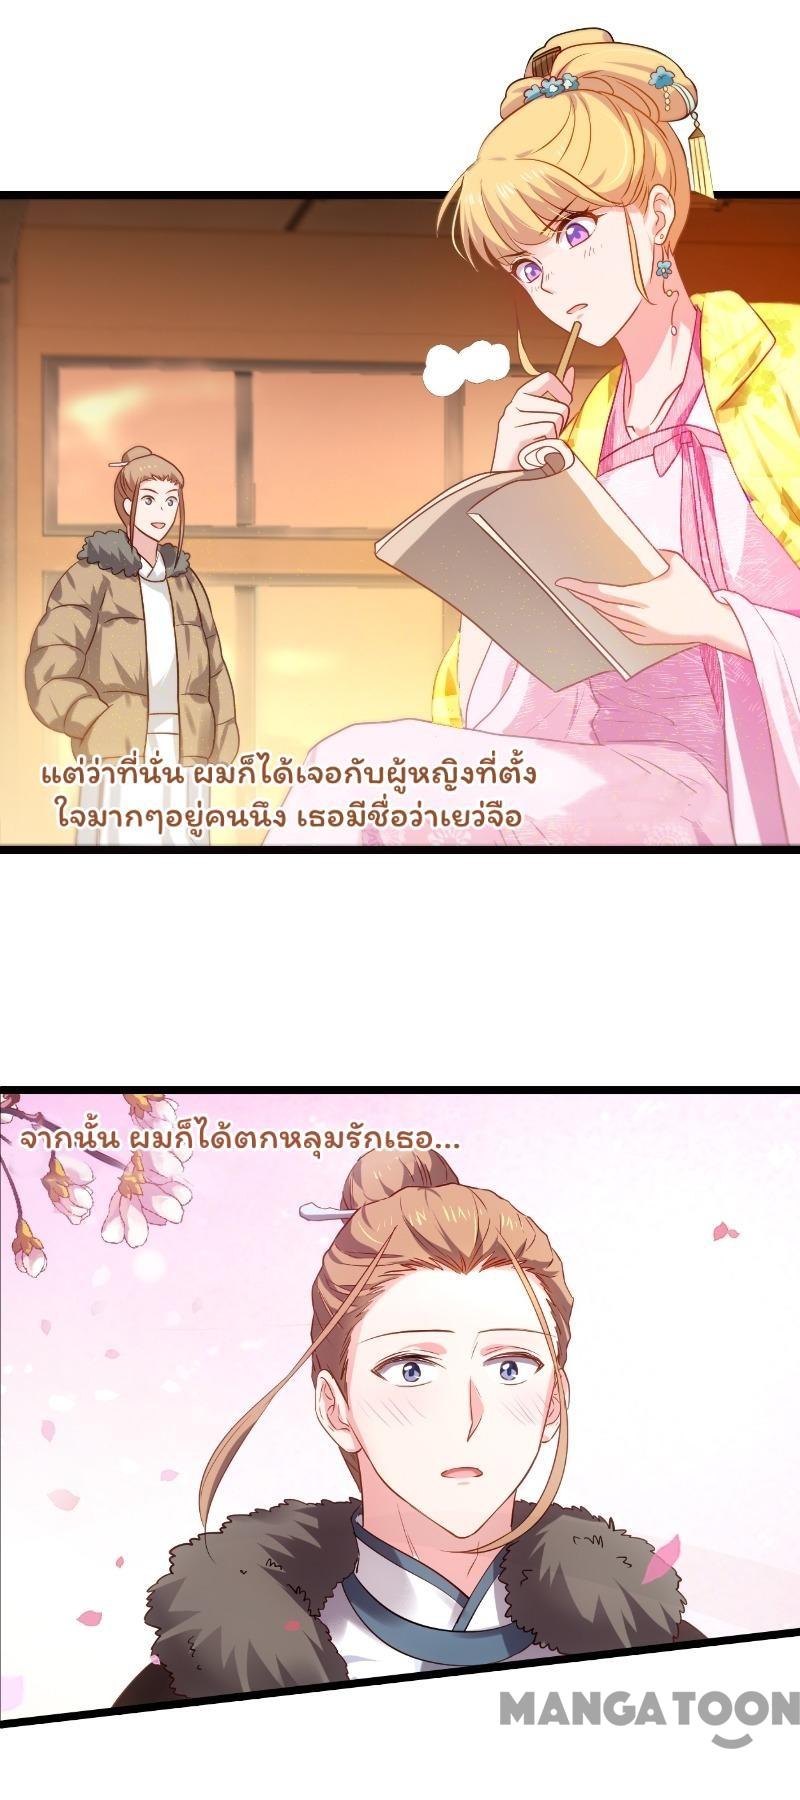 แต่ว่าที่นั่น ผมก็ได้เจอกับผู้หญิงที่ตั้ง
ใจมากๆอยู่คนนึง เธอมีชื่อว่าเยว่จือ
จากนั้น ผมก็ได้ตกหลุมรักเธอ...
MANGATOON